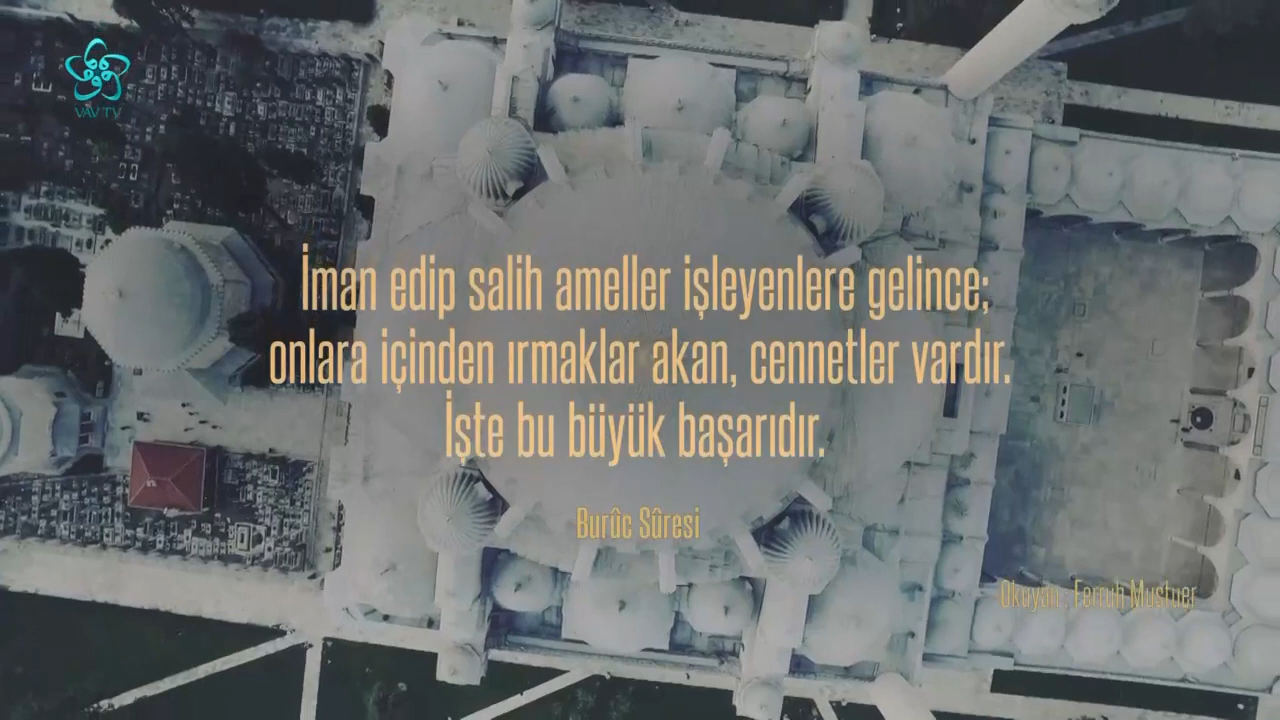 VAV TV
İman edip salih ameller işleyenlere gelince;
onlara içinden ırmaklar akan, cennetler vardır.
İşte bu büyük başarıdır.
Burûc Sûresi
Okuyan : Ferruh Muştuer